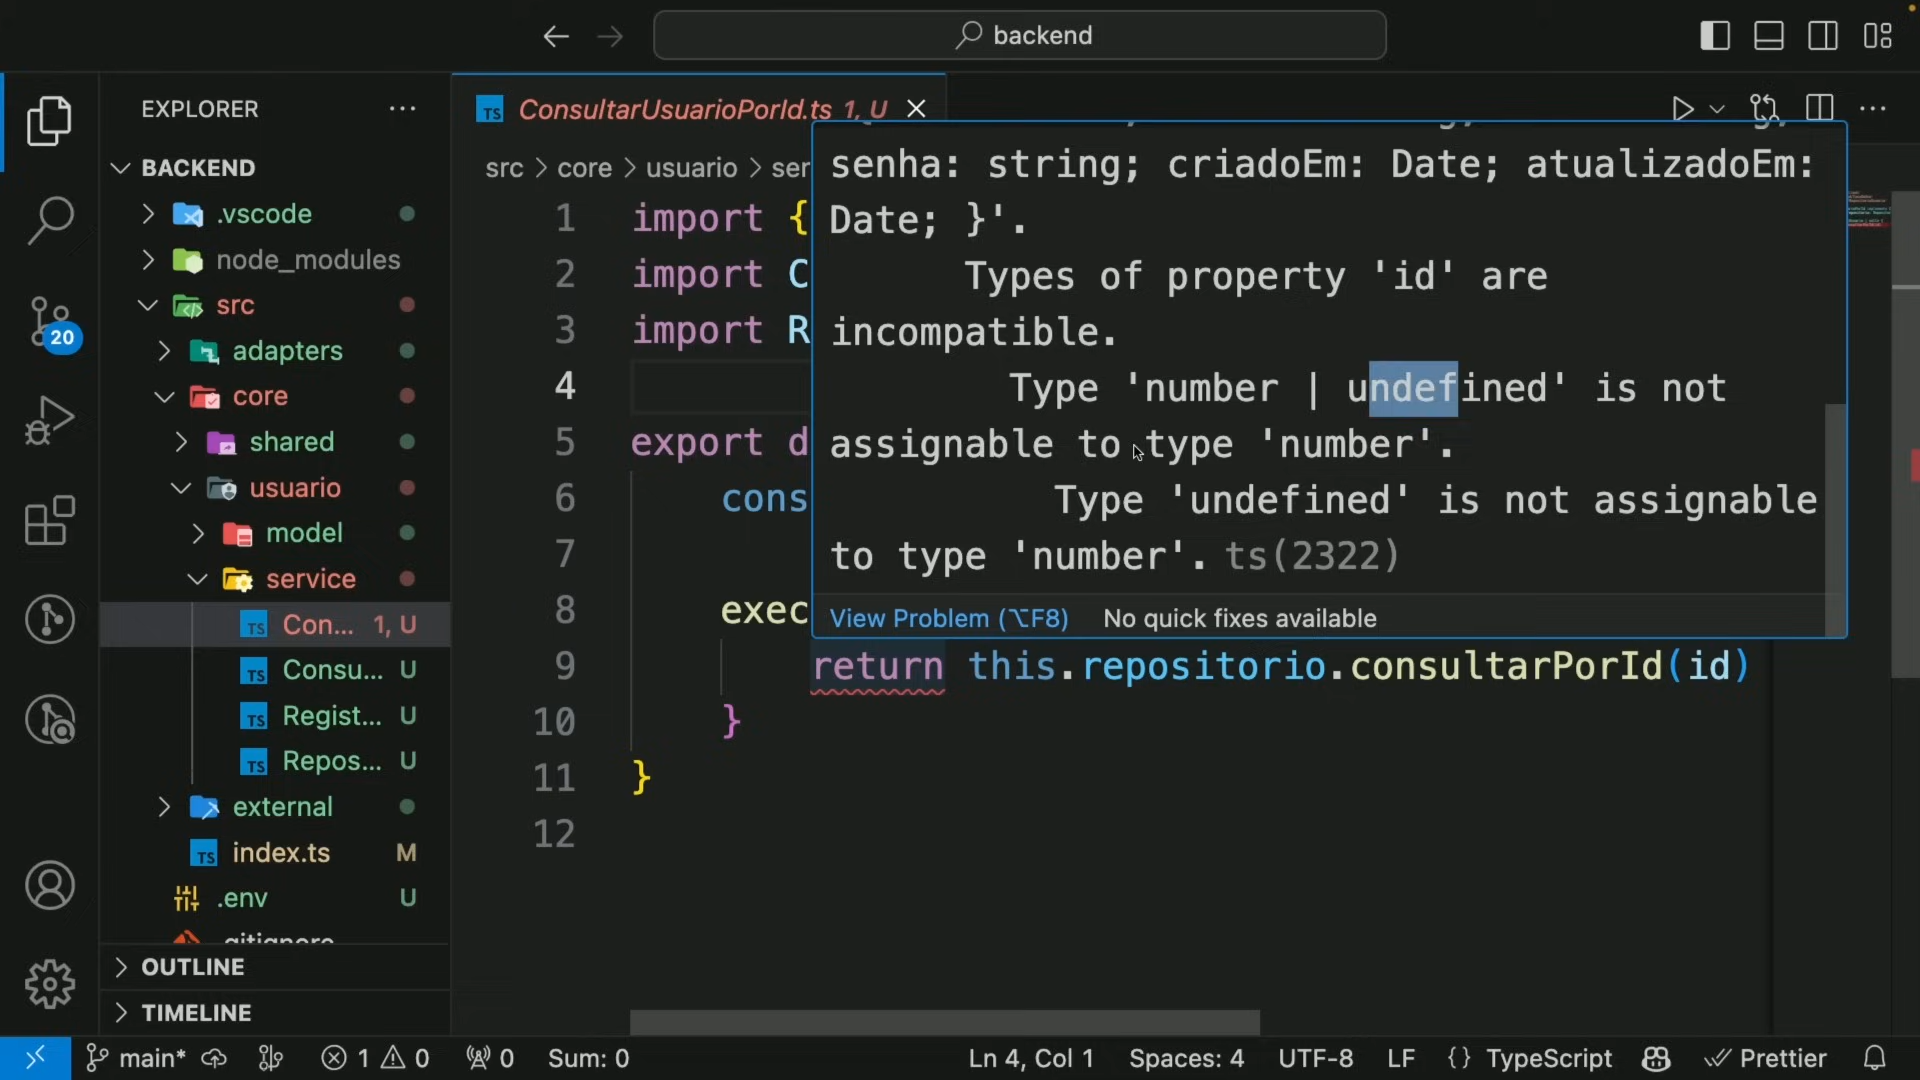 backend
EXPLORER
ConsultarUsuarioPorId.ts 1, U
BACKEND
src > core > usuario > ser
.vscode
node_modules
src
adapters
core
shared
usuario
model
service
Con... 1, U
Consu... U
Regist... U
Repos... U
external
index.ts M
.env U
.gitignore
OUTLINE
TIMELINE
1 import {
2 import C
3 import R
4
5 export d
6 cons
7
8 exec
9 return this.repositorio.consultarPorId(id)
10 }
11 }
12
senha: string; criadoEm: Date; atualizadoEm:
Date; }'.
Types of property 'id' are
incompatible.
Type 'number | undefined' is not
assignable to type 'number'.
Type 'undefined' is not assignable
to type 'number'. ts(2322)
View Problem (⌥F8) No quick fixes available
20
main* 1 0 0 Sum: 0 Ln 4, Col 1 Spaces: 4 UTF-8 LF {} TypeScript Prettier